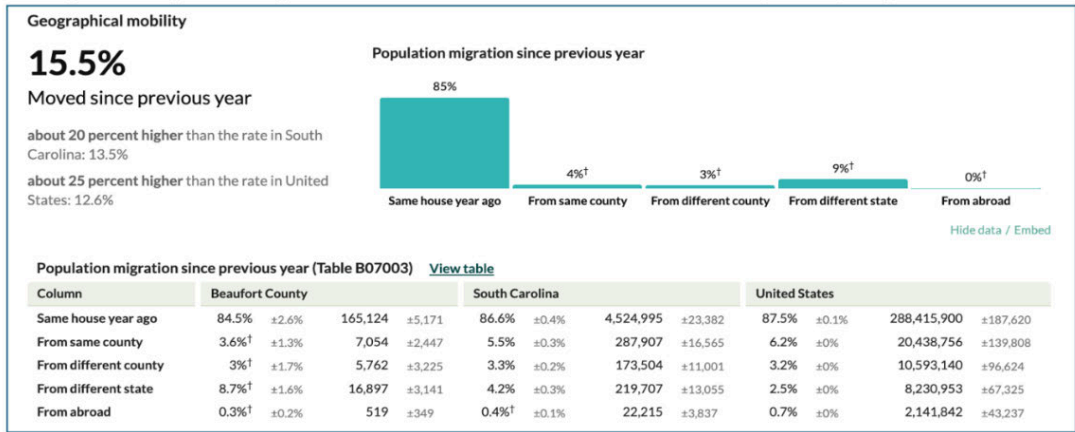 Geographical mobility
15.5%
Moved since previous year
about 20 percent higher than the rate in South
Carolina: 13.5%
about 25 percent higher than the rate in United
States: 12.6%
Population migration since previous year
85%
4%†
3%†
9%†
0%†
Same house year ago From same county From different county From different state From abroad
Hide data / Embed
Population migration since previous year (Table B07003) View table
Column Beaufort County South Carolina United States
Same house year ago 84.5% ±2.6% 165,124 ±5,171 86.6% ±0.4% 4,524,995 ±23,382 87.5% ±0.1% 288,415,900 ±187,620
From same county 3.6%† ±1.3% 7,054 ±2,447 5.5% ±0.3% 287,907 ±16,565 6.2% ±0% 20,438,756 ±139,808
From different county 3%† ±1.7% 5,762 ±3,225 3.3% ±0.2% 173,504 ±11,001 3.2% ±0% 10,593,140 ±96,624
From different state 8.7%† ±1.6% 16,897 ±3,141 4.2% ±0.3% 219,707 ±13,055 2.5% ±0% 8,230,953 ±67,325
From abroad 0.3%† ±0.2% 519 ±349 0.4%† ±0.1% 22,215 ±3,837 0.7% ±0% 2,141,842 ±43,237